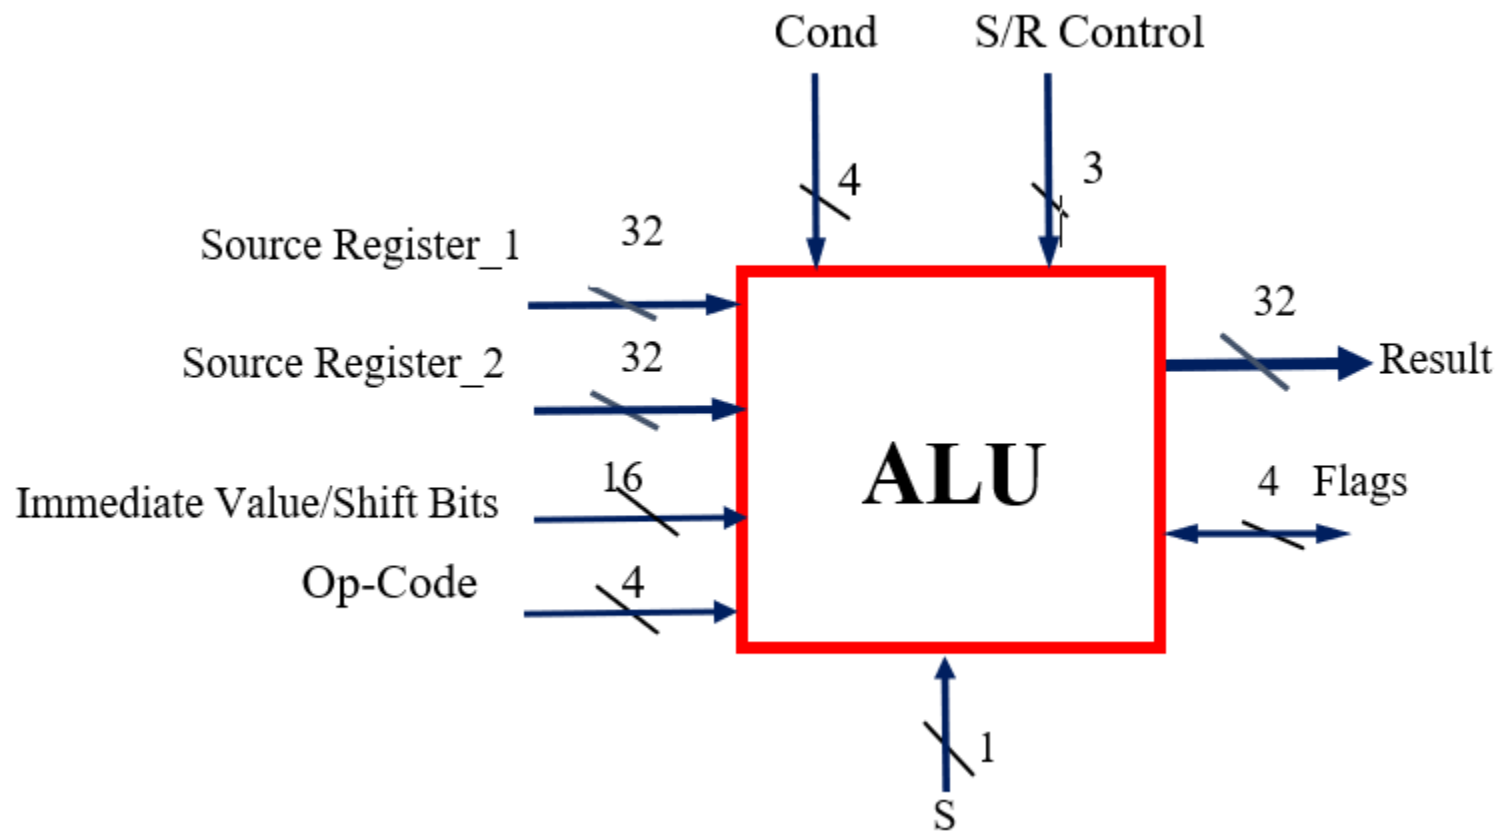 Cond
S/R Control
4
3
Source Register_1
32
32
Result
Source Register_2
32
ALU
Immediate Value/Shift Bits
16
4
Flags
Op-Code
4
1
S